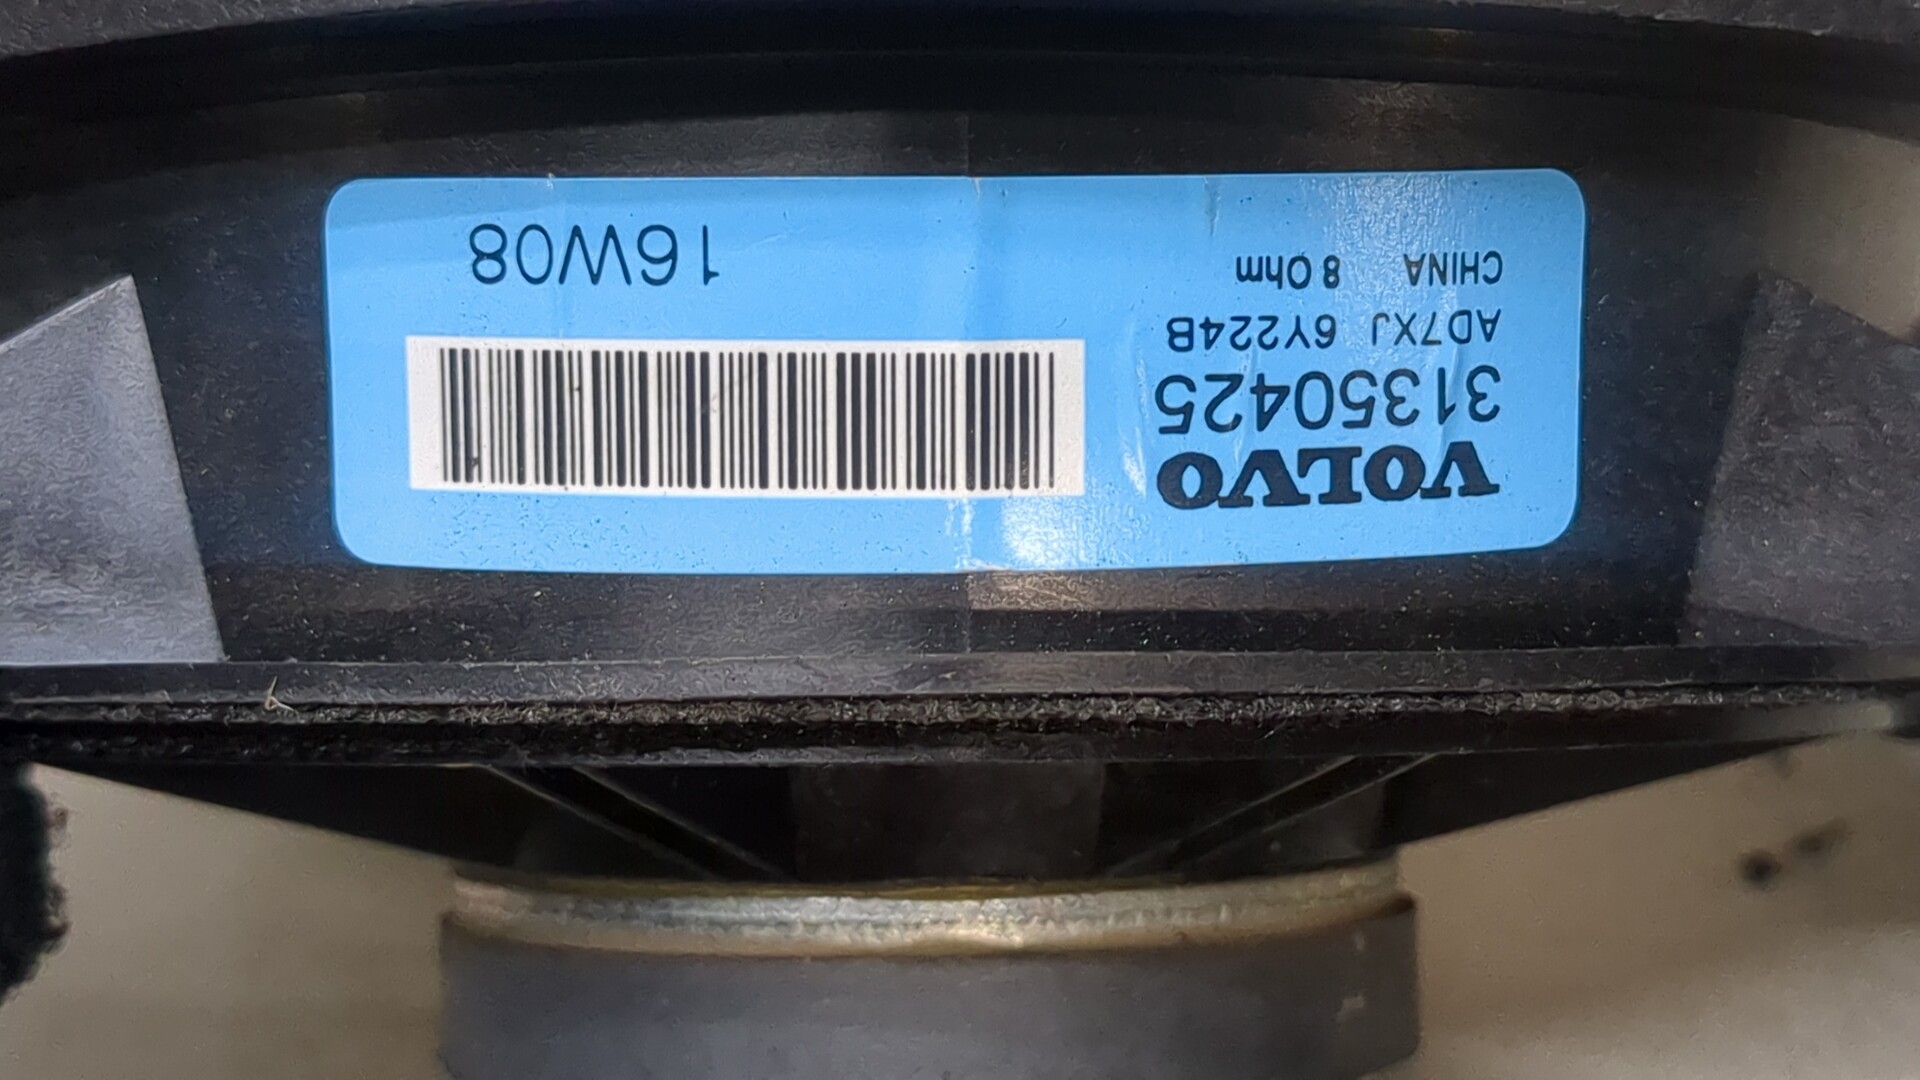 VOLVO
31350425
AD7XJ 6Y224B
CHINA 8 Ohm
16W08